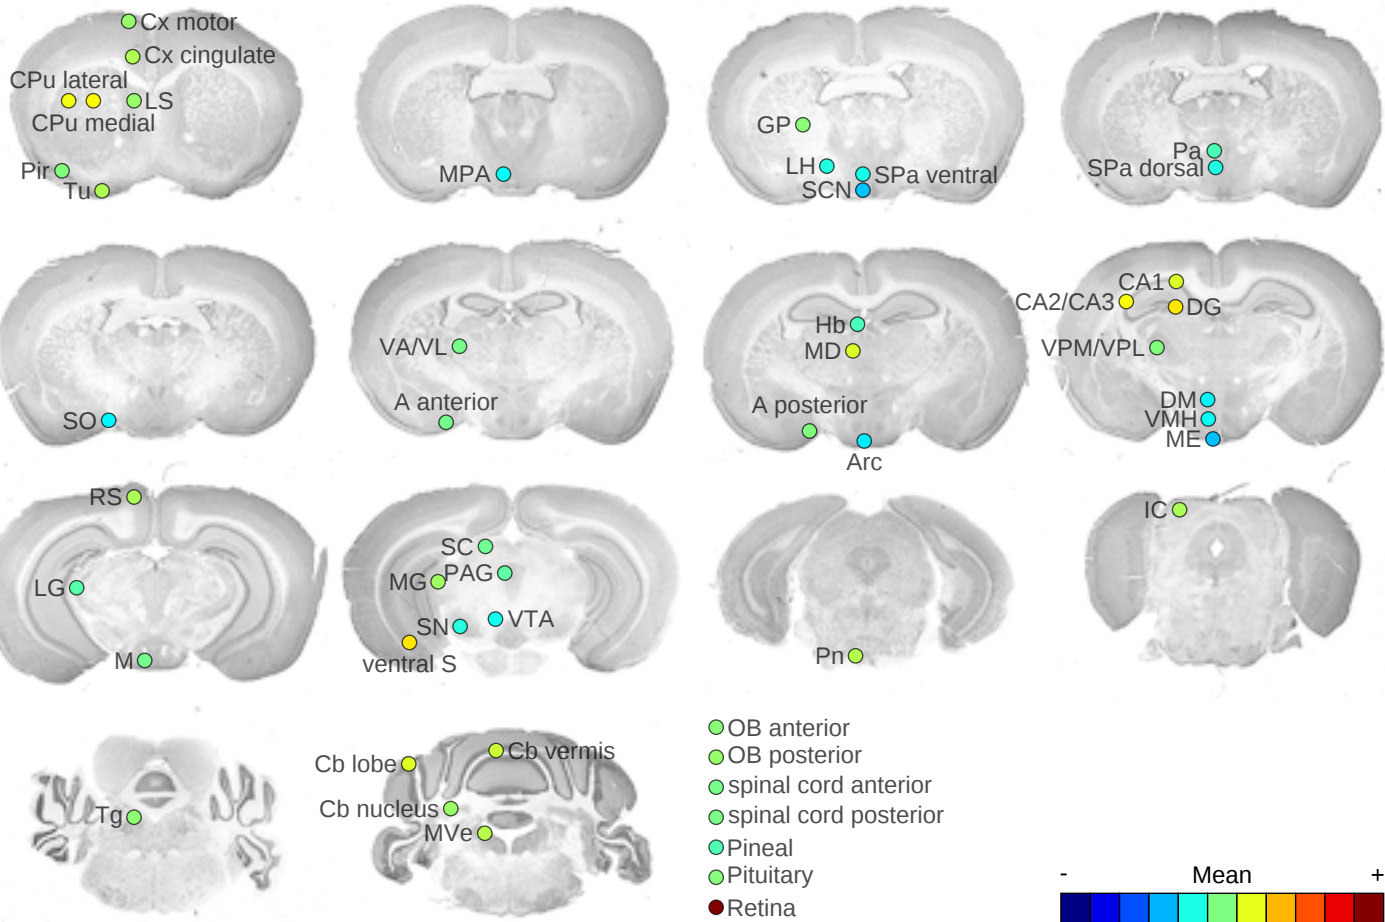 Cx motor
Cx cingulate
CPu lateral
LS
CPu medial
Pir
Tu
MPA
GP
LH
SPa ventral
SCN
Pa
SPa dorsal
SO
VA/VL
A anterior
Hb
MD
A posterior
Arc
CA1
CA2/CA3
DG
VPM/VPL
DM
VMH
ME
RS
LG
M
SC
PAG
MG
SN
VTA
ventral S
Pn
IC
Tg
Cb vermis
Cb lobe
Cb nucleus
MVe
OB anterior
OB posterior
spinal cord anterior
spinal cord posterior
Pineal
Pituitary
Retina
- Mean +